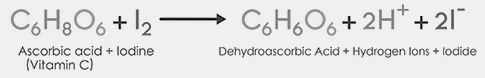 C₆H₈O₆ + I₂ ⟶ C₆H₆O₆ + 2H⁺ + 2I⁻
Ascorbic acid + Iodine Dehydroascorbic Acid + Hydrogen Ions + Iodide
(Vitamin C)